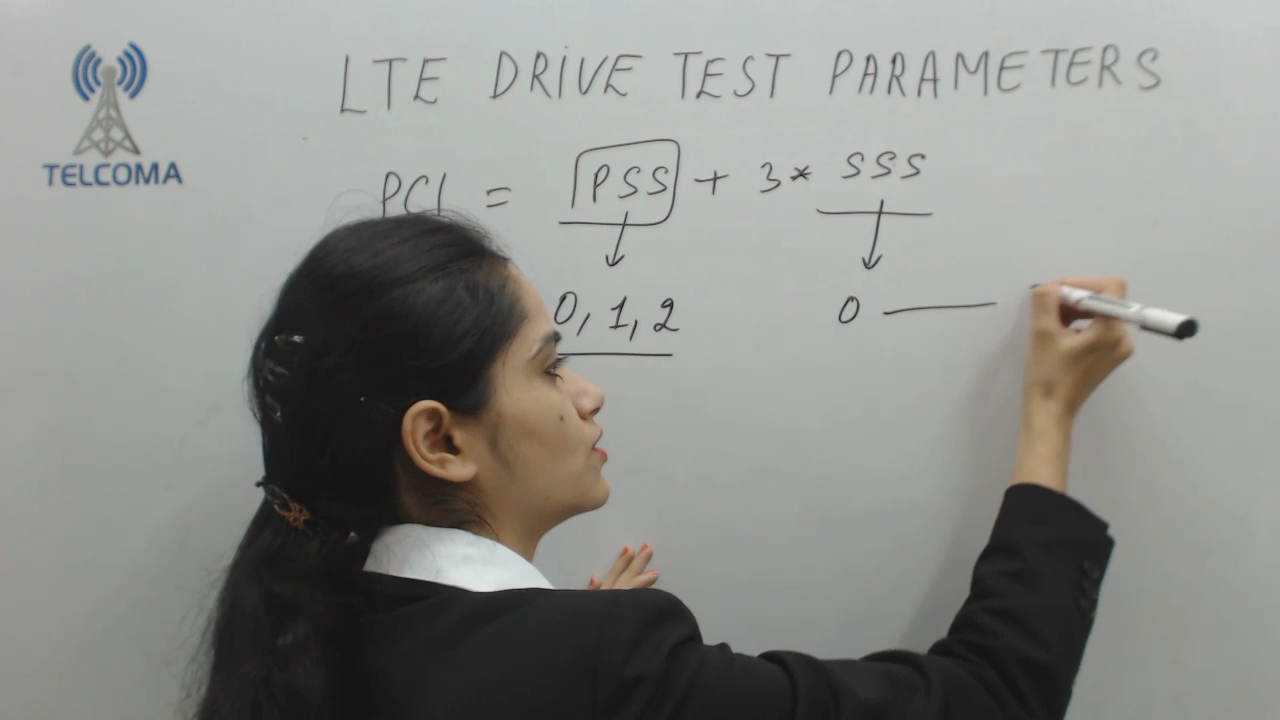 LTE DRIVE TEST PARAMETERS
TELCOMA
PCI = PSS + 3* SSS
0, 1, 2 0 —